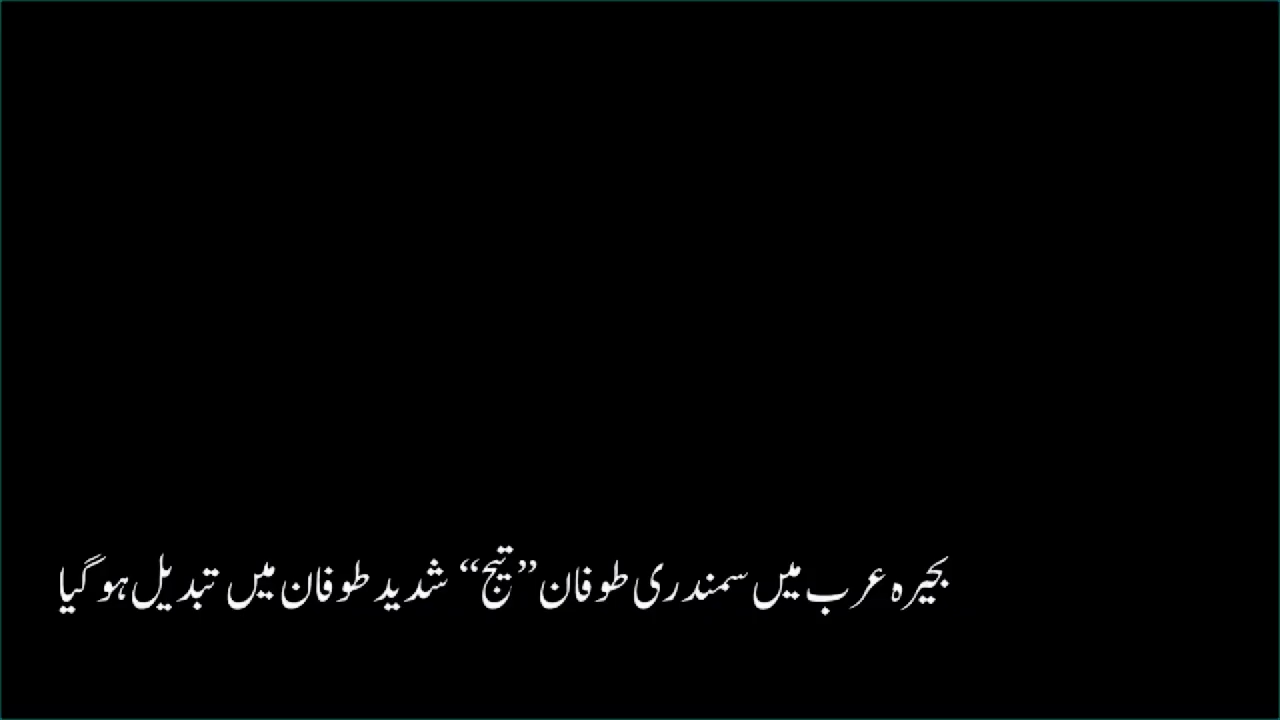 بحیرہ عرب میں سمندری طوفان ”تیج“ شدید طوفان میں تبدیل ہو گیا